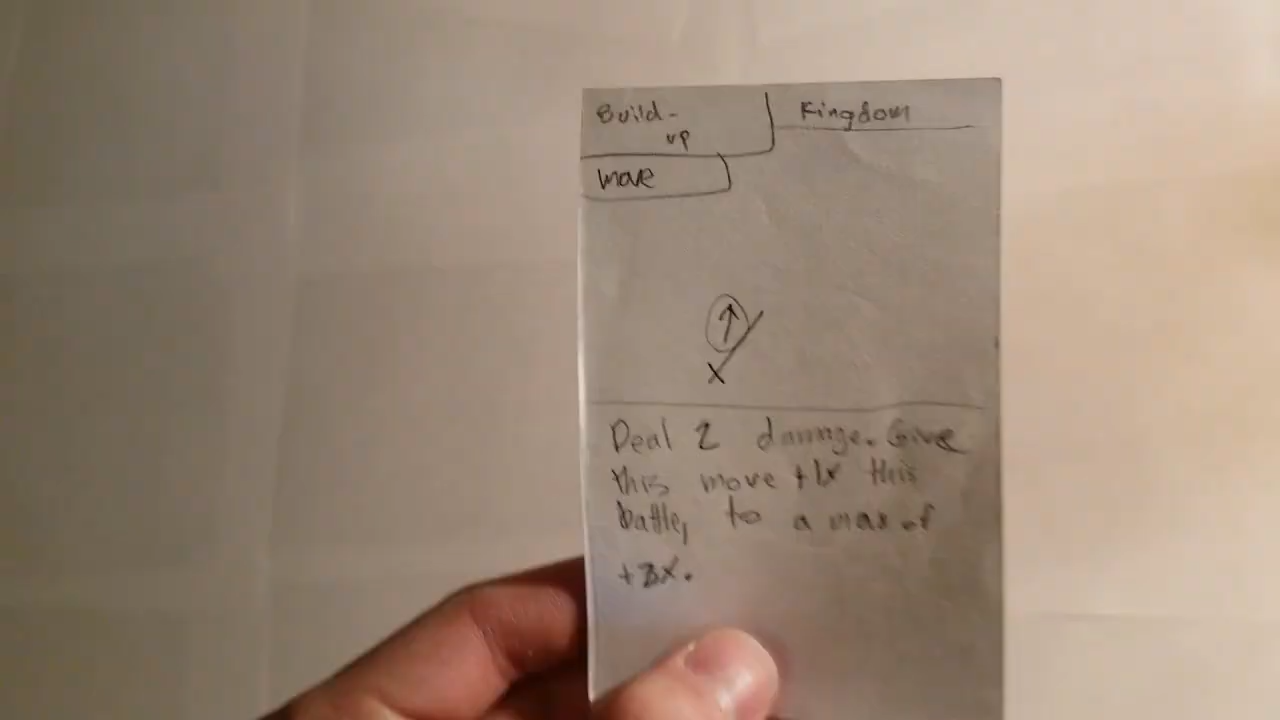 Build-
up
Kingdom
move
X
Deal 2 damage. Give
this move +1x this
battle, to a max of
+3x.